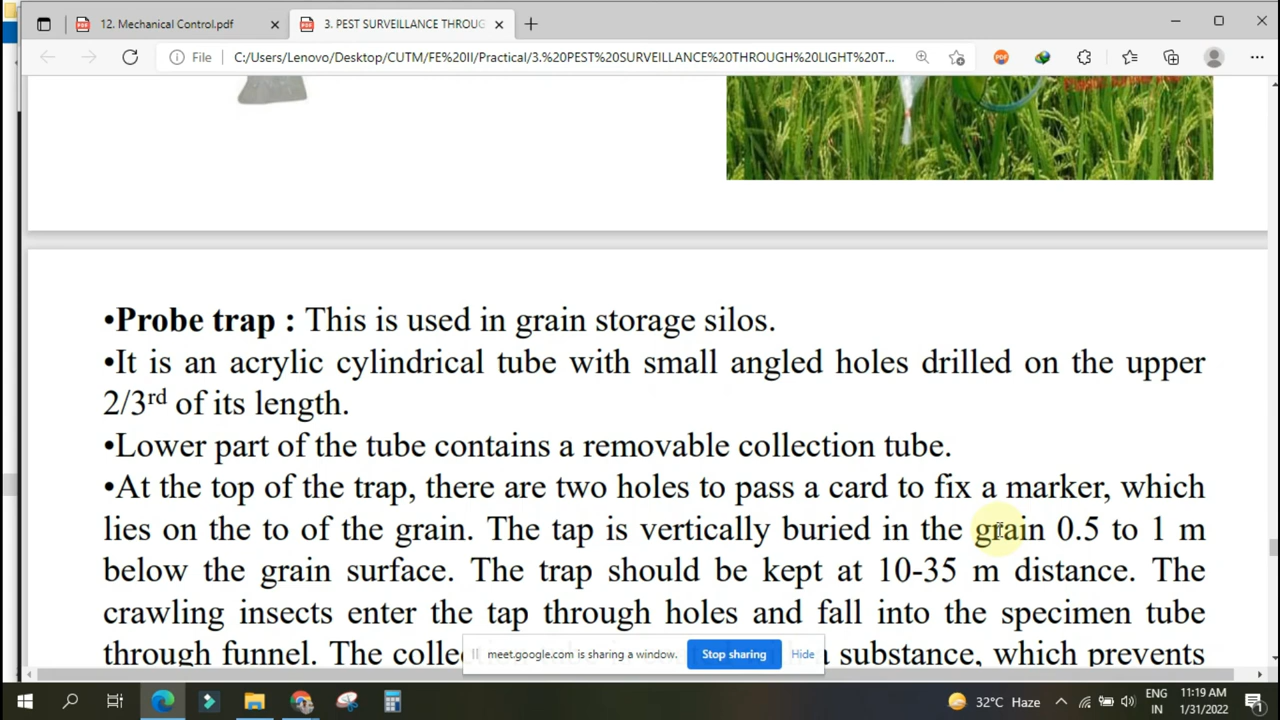 12. Mechanical Control.pdf
3. PEST SURVEILLANCE THROUG
File
C:/Users/Lenovo/Desktop/CUTM/FE%20II/Practical/3.%20PEST%20SURVEILLANCE%20THROUGH%20LIGHT%20T...
•Probe trap : This is used in grain storage silos.
•It is an acrylic cylindrical tube with small angled holes drilled on the upper
2/3rd of its length.
•Lower part of the tube contains a removable collection tube.
•At the top of the trap, there are two holes to pass a card to fix a marker, which
lies on the to of the grain. The tap is vertically buried in the grain 0.5 to 1 m
below the grain surface. The trap should be kept at 10-35 m distance. The
crawling insects enter the tap through holes and fall into the specimen tube
through funnel. The colle a substance, which prevents
meet.google.com is sharing a window. Stop sharing Hide
32°C Haze
ENG
IN
11:19 AM
1/31/2022